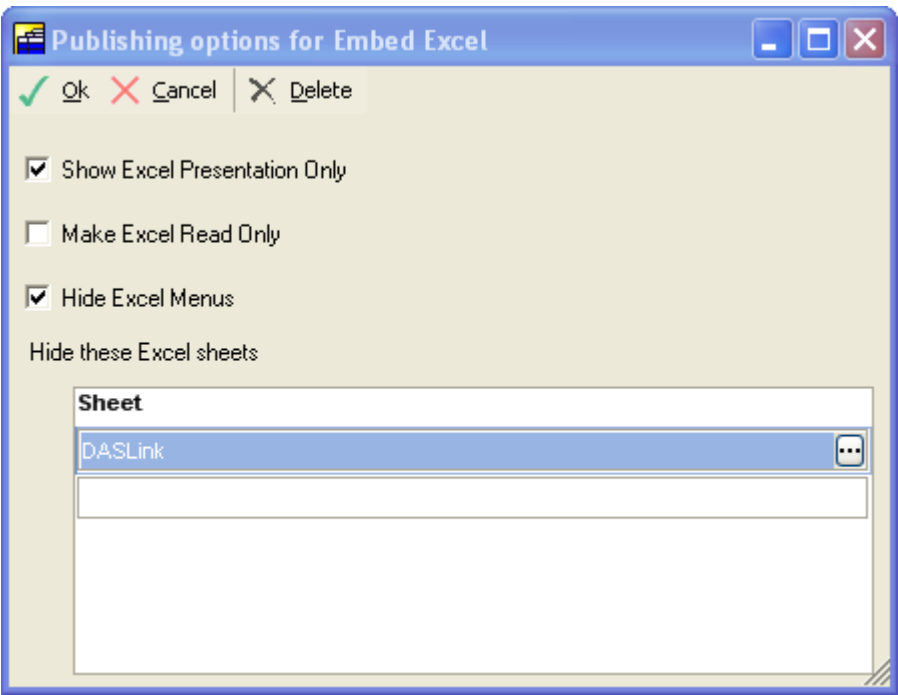 Publishing options for Embed Excel
Ok Cancel Delete
Show Excel Presentation Only
Make Excel Read Only
Hide Excel Menus
Hide these Excel sheets
Sheet
DASLink ...